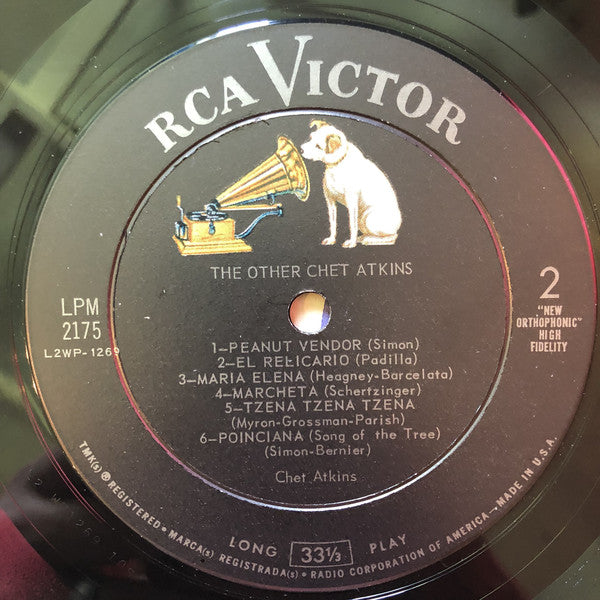 RCA VICTOR
THE OTHER CHET ATKINS
LPM
2175
L2WP-1269
2
"NEW
ORTHOPHONIC"
HIGH
FIDELITY
1—PEANUT VENDOR (Simon)
2—EL RELICARIO (Padilla)
3—MARIA ELENA (Heagney-Barcelata)
4—MARCHETA (Schertzinger)
5—TZENA TZENA TZENA
(Myron-Grossman-Parish)
6—POINCIANA (Song of the Tree)
(Simon-Bernier)
Chet Atkins
LONG 33⅓ PLAY
TMK(s) ® REGISTERED • MARCA(s) REGISTRADA(s) • RADIO CORPORATION OF AMERICA—MADE IN U.S.A.